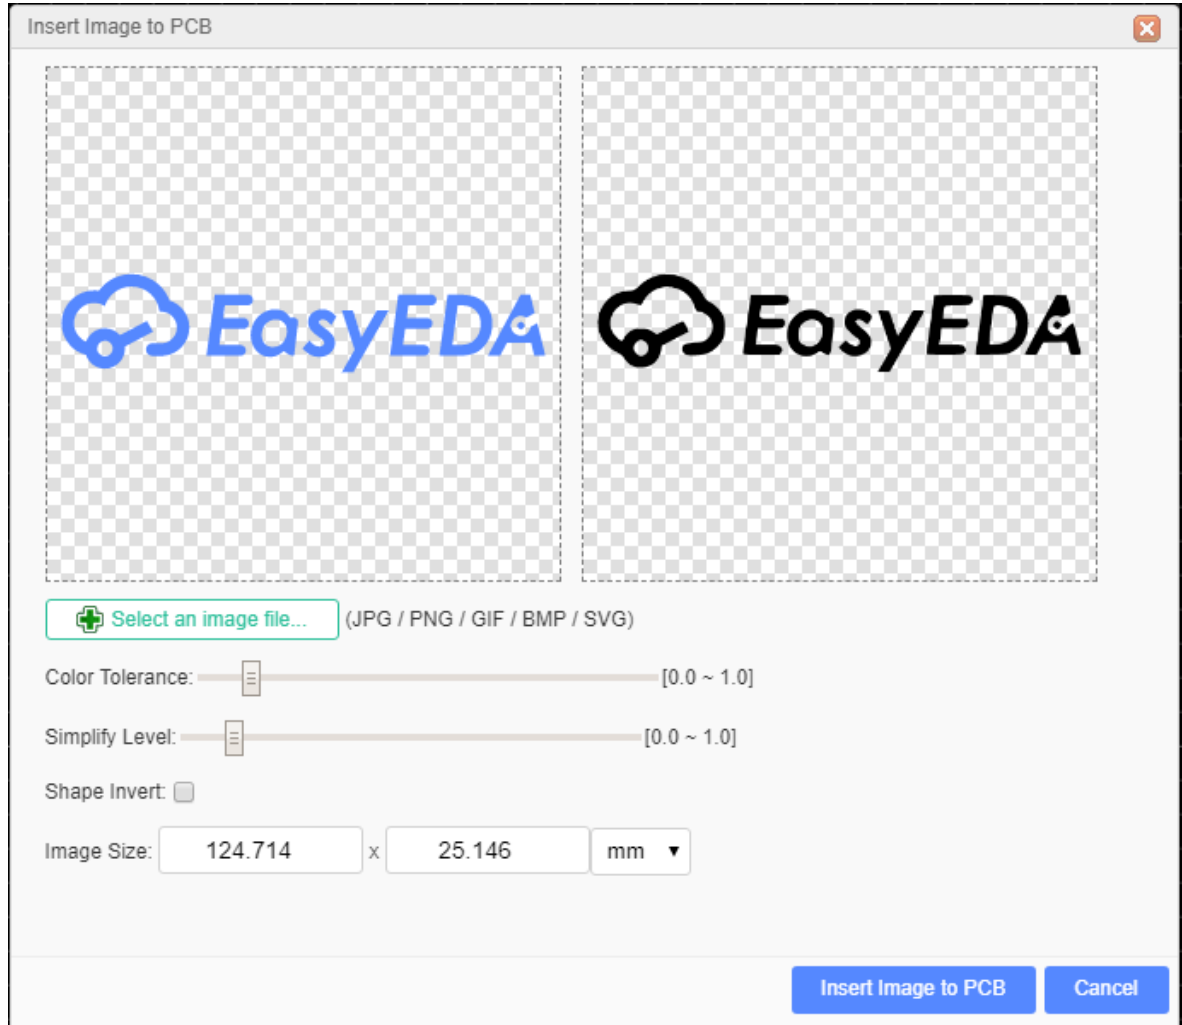 Insert Image to PCB
EasyEDA
EasyEDA
Select an image file...
(JPG / PNG / GIF / BMP / SVG)
Color Tolerance:
[0.0 ~ 1.0]
Simplify Level:
[0.0 ~ 1.0]
Shape Invert:
Image Size:
124.714
x
25.146
mm
Insert Image to PCB
Cancel